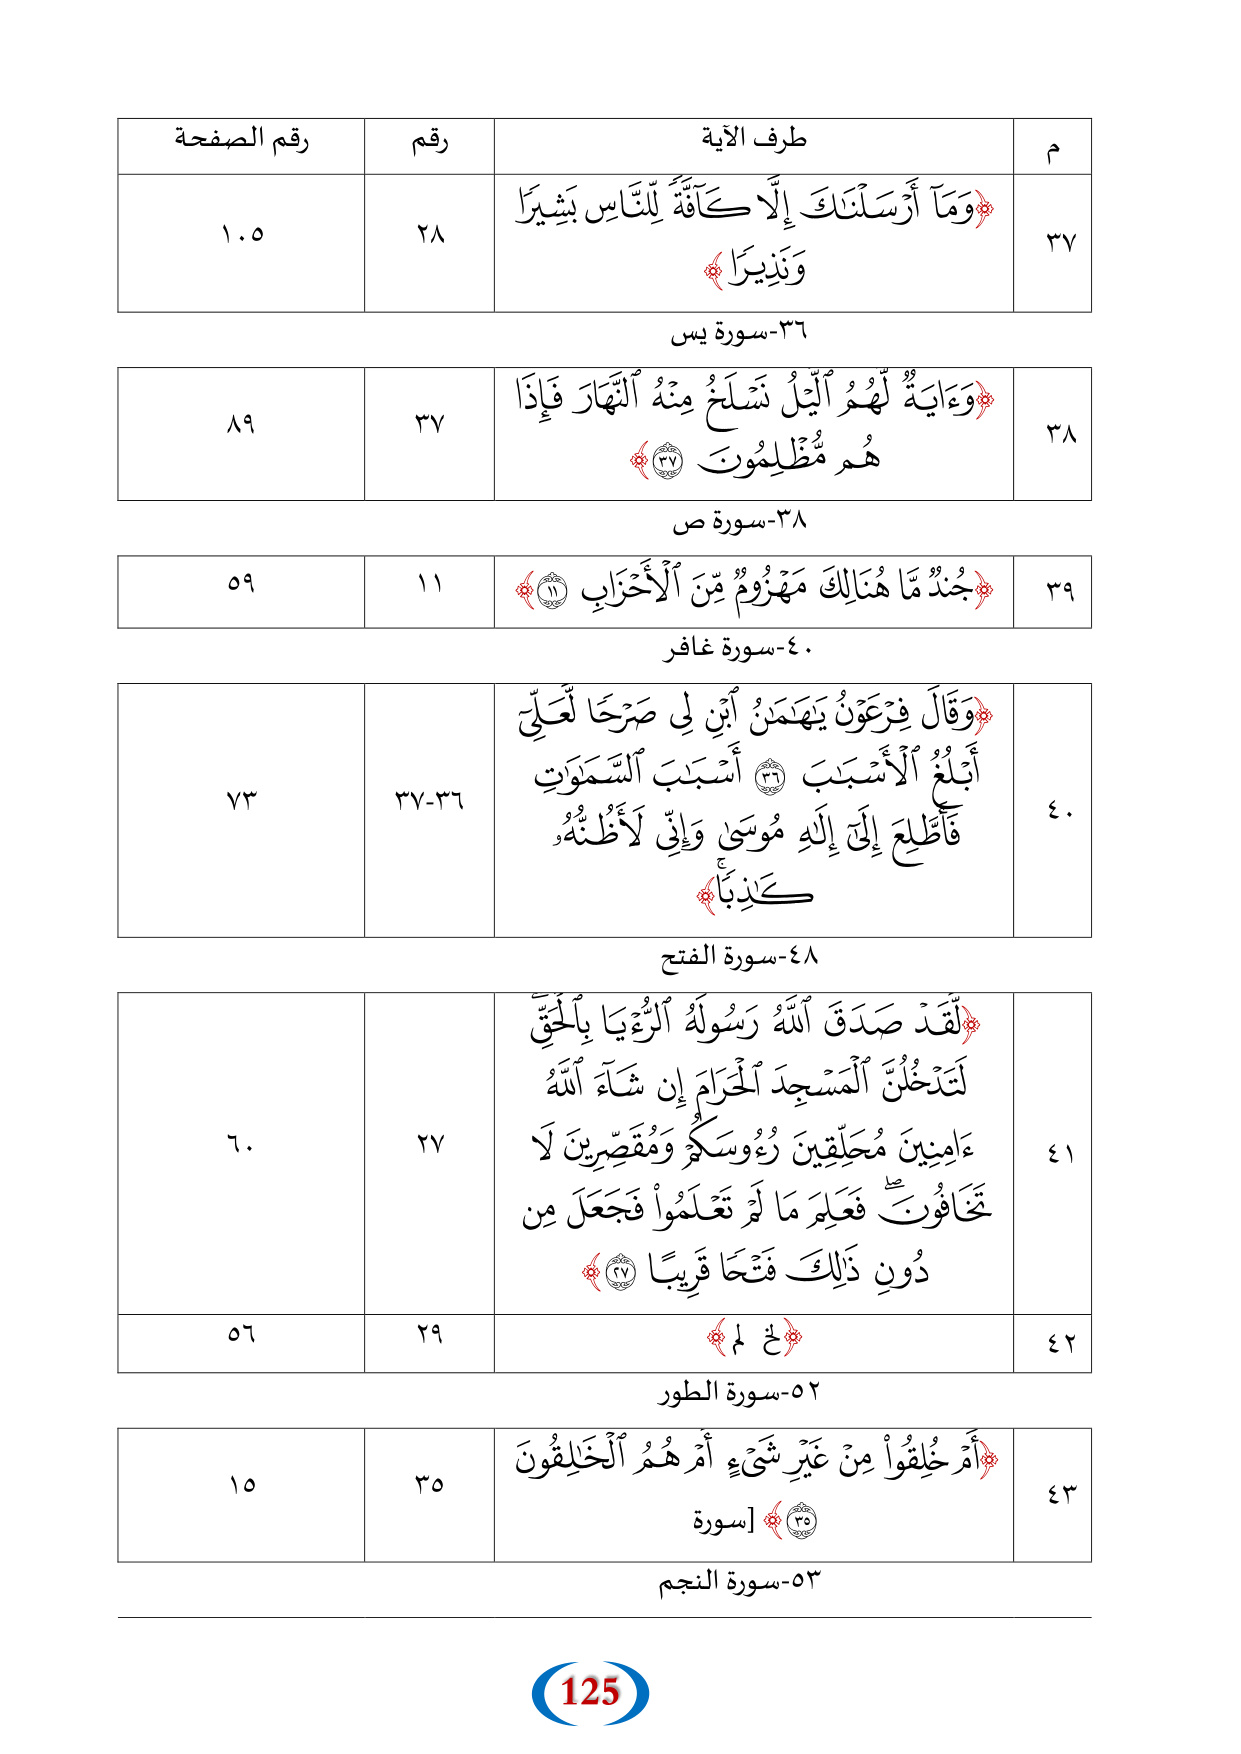 م طرف الآية رقم رقم الصفحة
٣٧ ﴿وَمَآ أَرۡسَلۡنَٰكَ إِلَّا كَآفَّةٗ لِّلنَّاسِ بَشِيرٗا ٢٨ ١٠٥
وَنَذِيرٗا﴾
٣٦-سورة يس
٣٨ ﴿وَءَايَةٞ لَّهُمُ ٱلَّيۡلُ نَسۡلَخُ مِنۡهُ ٱلنَّهَارَ فَإِذَا ٣٧ ٨٩
هُم مُّظۡلِمُونَ ٣٧﴾
٣٨-سورة ص
٣٩ ﴿جُندٞ مَّا هُنَالِكَ مَهۡزُومٞ مِّنَ ٱلۡأَحۡزَابِ ١١﴾ ١١ ٥٩
٤٠-سورة غافر
٤٠ ﴿وَقَالَ فِرۡعَوۡنُ يَٰهَٰمَٰنُ ٱبۡنِ لِي صَرۡحٗا لَّعَلِّيٓ ٣٦-٣٧ ٧٣
أَبۡلُغُ ٱلۡأَسۡبَٰبَ ٣٦ أَسۡبَٰبَ ٱلسَّمَٰوَٰتِ
فَأَطَّلِعَ إِلَىٰٓ إِلَٰهِ مُوسَىٰ وَإِنِّي لَأَظُنُّهُۥ
كَٰذِبٗاۚ﴾
٤٨-سورة الفتح
٤١ ﴿لَّقَدۡ صَدَقَ ٱللَّهُ رَسُولَهُ ٱلرُّءۡيَا بِٱلۡحَقِّۖ ٢٧ ٦٠
لَتَدۡخُلُنَّ ٱلۡمَسۡجِدَ ٱلۡحَرَامَ إِن شَآءَ ٱللَّهُ
ءَامِنِينَ مُحَلِّقِينَ رُءُوسَكُمۡ وَمُقَصِّرِينَ لَا
تَخَافُونَۖ فَعَلِمَ مَا لَمۡ تَعۡلَمُواْ فَجَعَلَ مِن
دُونِ ذَٰلِكَ فَتۡحٗا قَرِيبًا ٢٧﴾
٤٢ ﴿لخ لم﴾ ٢٩ ٥٦
٥٢-سورة الطور
٤٣ ﴿أَمۡ خُلِقُواْ مِنۡ غَيۡرِ شَيۡءٍ أَمۡ هُمُ ٱلۡخَٰلِقُونَ ٣٥ ١٥
٣٥﴾ [سورة
٥٣-سورة النجم
125